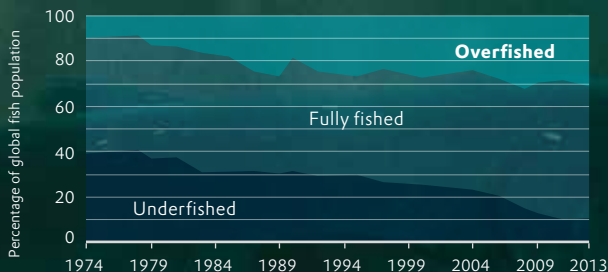 Percentage of global fish population
100
80
60
40
20
0
Overfished
Fully fished
Underfished
1974 1979 1984 1989 1994 1999 2004 2009 2013